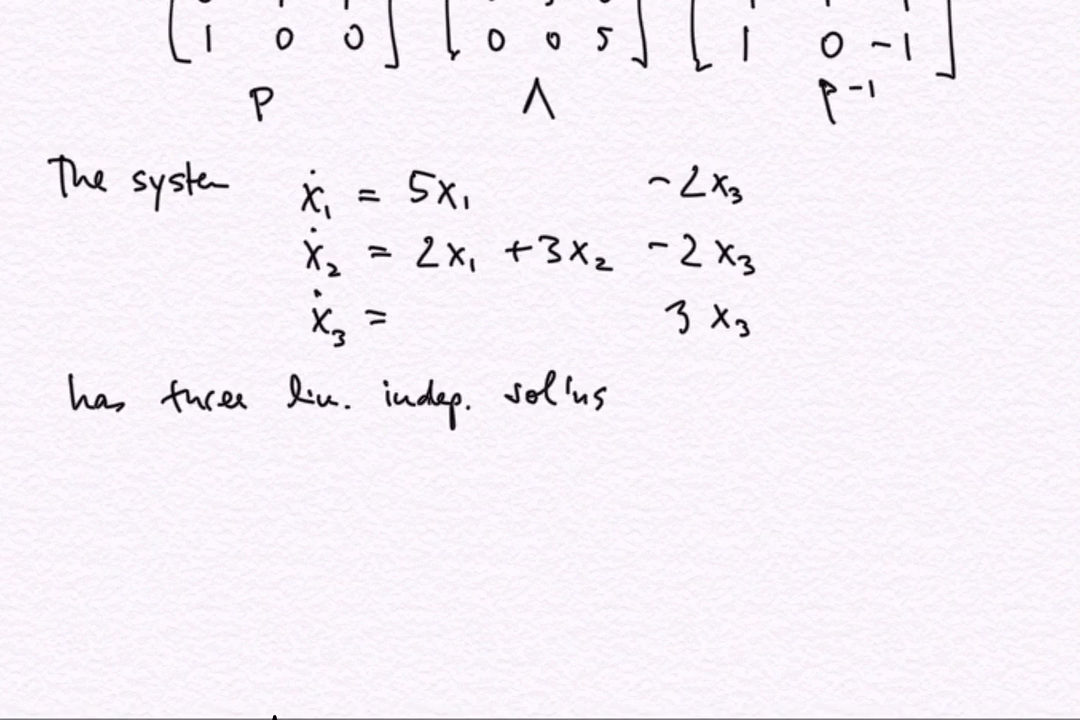 [ 1 0 0 ] [ 0 0 5 ] [ 1 0 -1 ]
P Λ P⁻¹
The system ẋ₁ = 5x₁ -2x₃
ẋ₂ = 2x₁ +3x₂ -2x₃
ẋ₃ = 3x₃
has three lin. indep. sol'ns